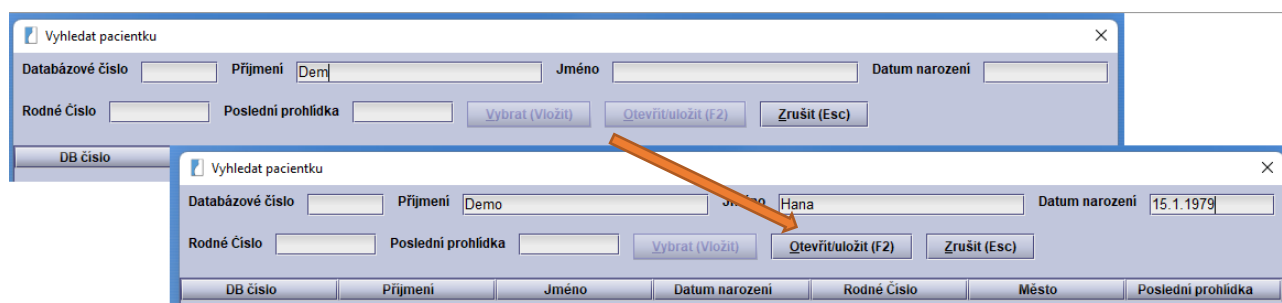 Vyhledat pacientku
Databázové číslo Příjmení Dem Jméno Datum narození
Rodné Číslo Poslední prohlídka Vybrat (Vložit) Otevřít/uložit (F2) Zrušit (Esc)
DB číslo
Vyhledat pacientku
Databázové číslo Příjmení Demo Jméno Hana Datum narození 15.1.1979
Rodné Číslo Poslední prohlídka Vybrat (Vložit) Otevřít/uložit (F2) Zrušit (Esc)
DB číslo Příjmení Jméno Datum narození Rodné Číslo Město Poslední prohlídka